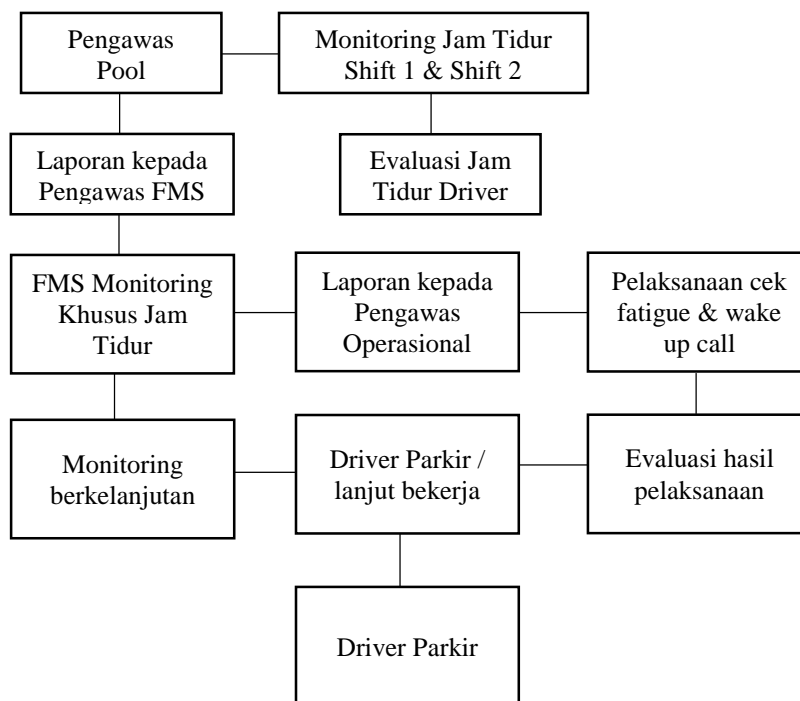 Pengawas
Pool
Monitoring Jam Tidur
Shift 1 & Shift 2
Laporan kepada
Pengawas FMS
Evaluasi Jam
Tidur Driver
FMS Monitoring
Khusus Jam
Tidur
Laporan kepada
Pengawas
Operasional
Pelaksanaan cek
fatigue & wake
up call
Monitoring
berkelanjutan
Driver Parkir /
lanjut bekerja
Evaluasi hasil
pelaksanaan
Driver Parkir